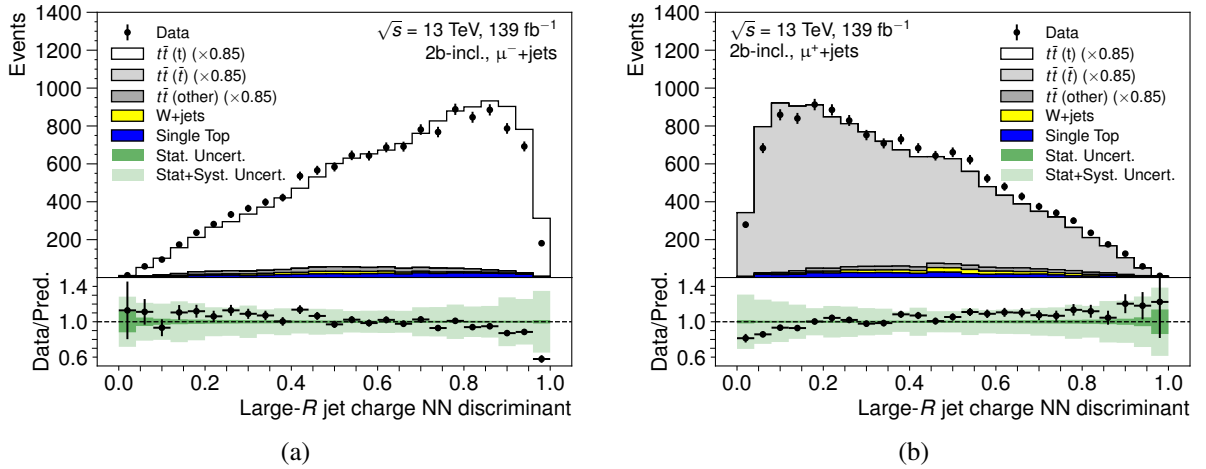 Events
1400
1200
1000
800
600
400
200
Data
tt̄ (t) (×0.85)
tt̄ (t̄) (×0.85)
tt̄ (other) (×0.85)
W+jets
Single Top
Stat. Uncert.
Stat+Syst. Uncert.
√s = 13 TeV, 139 fb⁻¹
2b-incl., μ⁻+jets
Data/Pred.
1.4
1.0
0.6
0.0 0.2 0.4 0.6 0.8 1.0
Large-R jet charge NN discriminant
(a)
Events
1400
1200
1000
800
600
400
200
√s = 13 TeV, 139 fb⁻¹
2b-incl., μ⁺+jets
Data
tt̄ (t) (×0.85)
tt̄ (t̄) (×0.85)
tt̄ (other) (×0.85)
W+jets
Single Top
Stat. Uncert.
Stat+Syst. Uncert.
Data/Pred.
1.4
1.0
0.6
0.0 0.2 0.4 0.6 0.8 1.0
Large-R jet charge NN discriminant
(b)